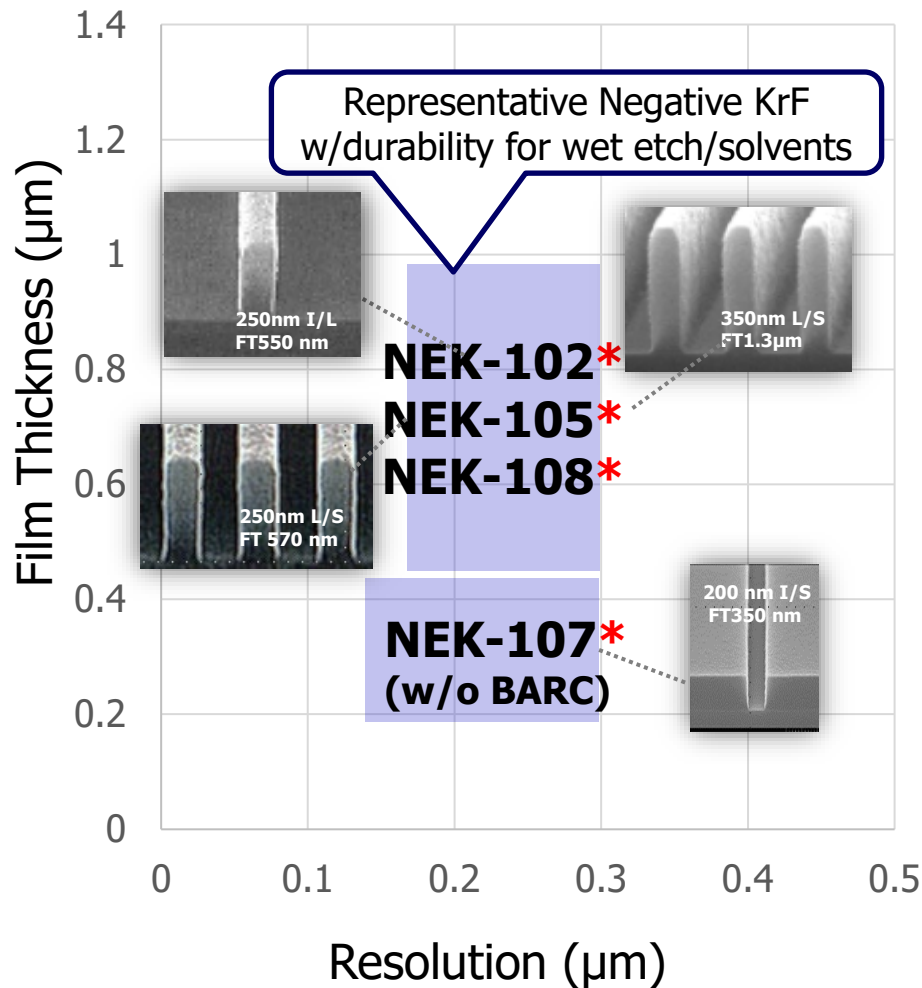 1.4
1.2
1
0.8
0.6
0.4
0.2
0
Film Thickness (µm)
Representative Negative KrF
w/durability for wet etch/solvents
250nm I/L
FT550 nm
350nm L/S
FT1.3µm
NEK-102*
NEK-105*
NEK-108*
250nm L/S
FT 570 nm
200 nm I/S
FT350 nm
NEK-107*
(w/o BARC)
0 0.1 0.2 0.3 0.4 0.5
Resolution (µm)